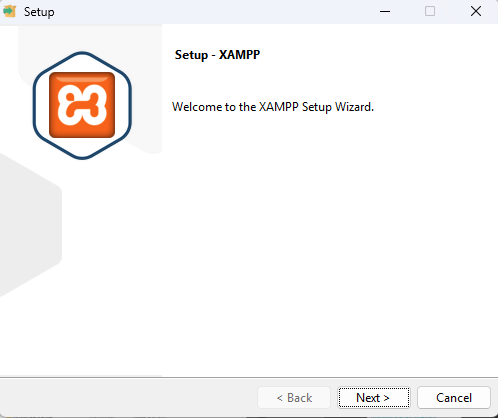 Setup
Setup - XAMPP
Welcome to the XAMPP Setup Wizard.
< Back
Next >
Cancel